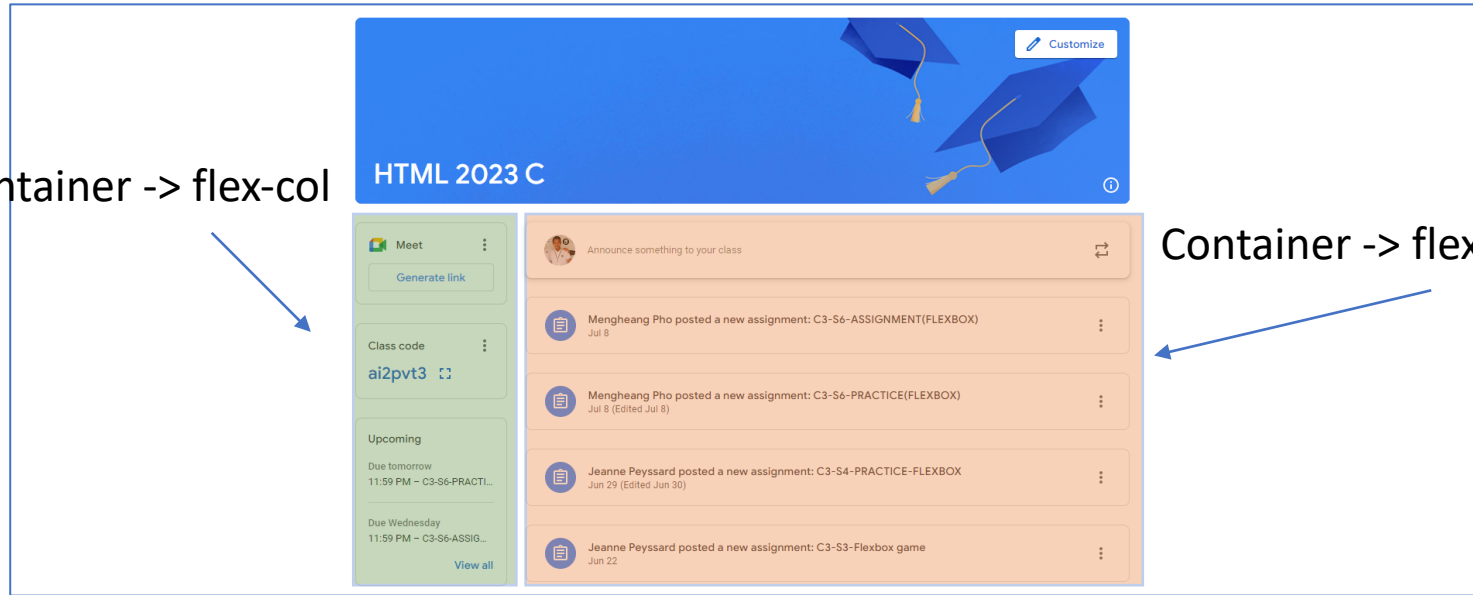 Customize
HTML 2023 C
ntainer -> flex-col
Container -> flex
Meet
Generate link
Class code
ai2pvt3
Upcoming
Due tomorrow
11:59 PM – C3-S6-PRACTI...
Due Wednesday
11:59 PM – C3-S6-ASSIG...
View all
Announce something to your class
Mengheang Pho posted a new assignment: C3-S6-ASSIGNMENT(FLEXBOX)
Jul 8
Mengheang Pho posted a new assignment: C3-S6-PRACTICE(FLEXBOX)
Jul 8 (Edited Jul 8)
Jeanne Peyssard posted a new assignment: C3-S4-PRACTICE-FLEXBOX
Jun 29 (Edited Jun 30)
Jeanne Peyssard posted a new assignment: C3-S3-Flexbox game
Jun 22